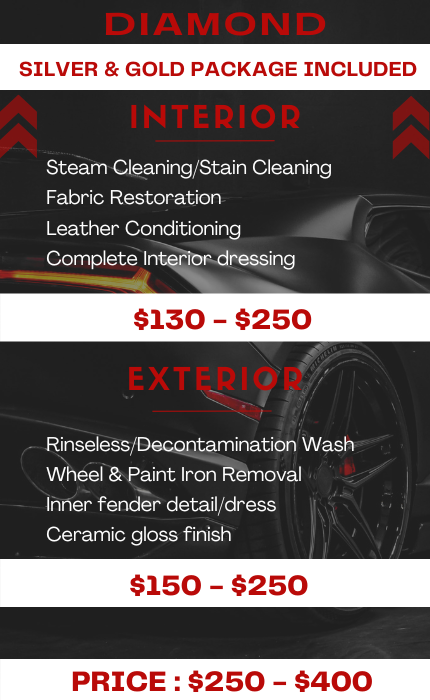 DIAMOND
SILVER & GOLD PACKAGE INCLUDED
INTERIOR
Steam Cleaning/Stain Cleaning
Fabric Restoration
Leather Conditioning
Complete Interior dressing
$130 – $250
EXTERIOR
Rinseless/Decontamination Wash
Wheel & Paint Iron Removal
Inner fender detail/dress
Ceramic gloss finish
$150 – $250
PRICE : $250 – $400